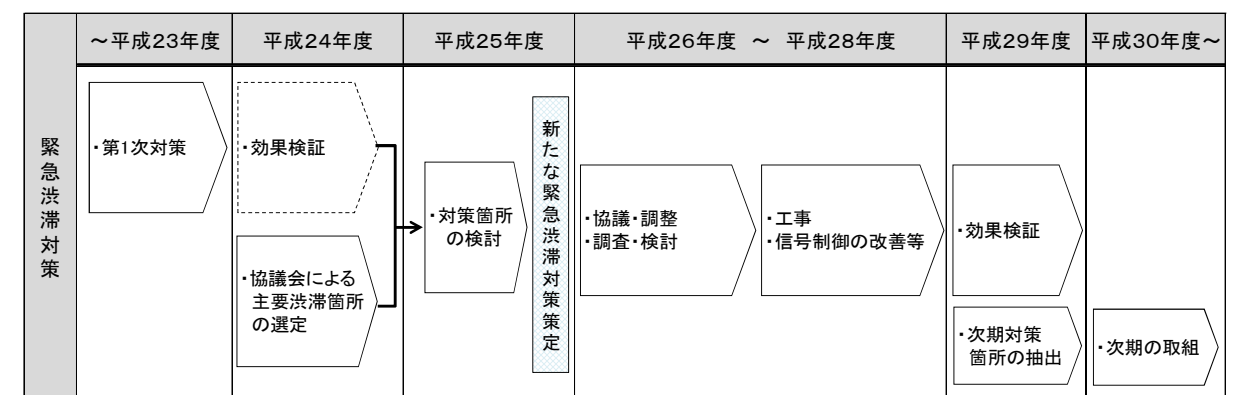 ～平成23年度
平成24年度
平成25年度
平成26年度 ～ 平成28年度
平成29年度
平成30年度～
緊急渋滞対策
・第1次対策
・効果検証
・協議会による
主要渋滞箇所
の選定
・対策箇所
の検討
新たな緊急渋滞対策策定
・協議・調整
・調査・検討
・工事
・信号制御の改善等
・効果検証
・次期対策
箇所の抽出
・次期の取組